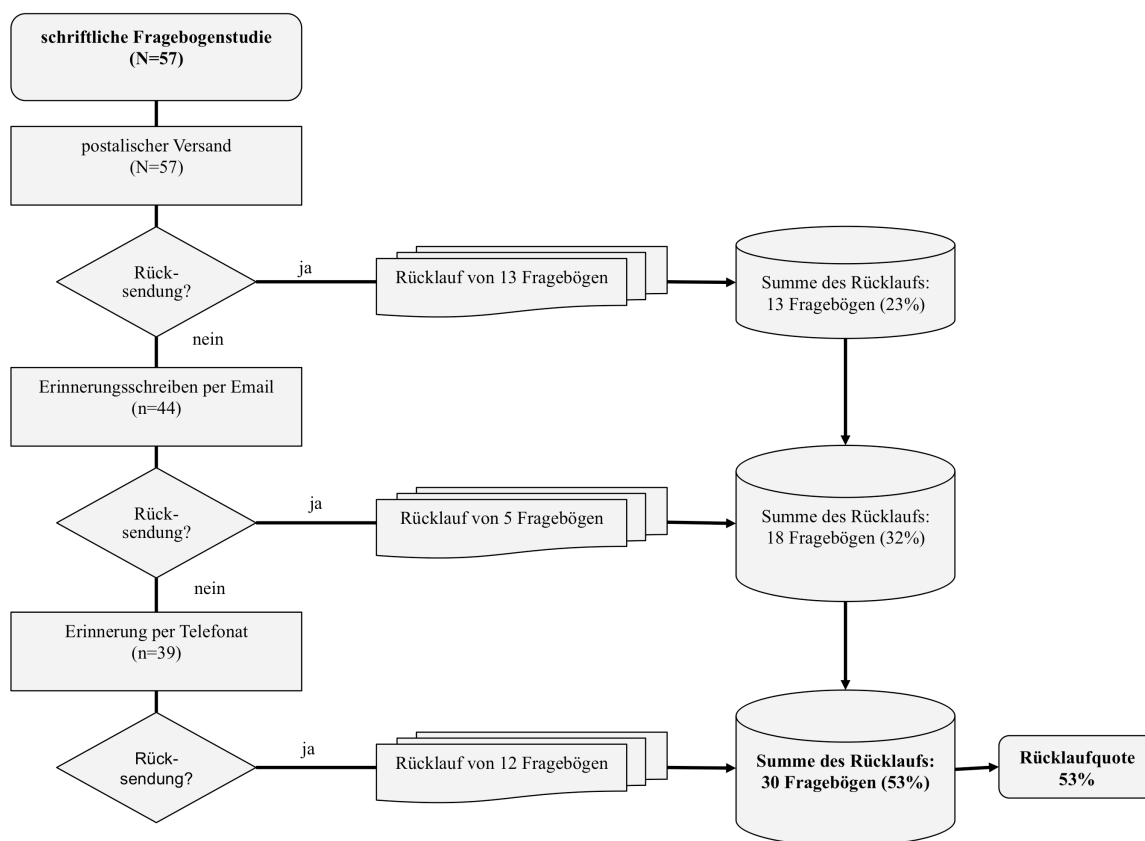 schriftliche Fragebogenstudie
(N=57)
postalischer Versand
(N=57)
Rück-
sendung?
ja
Rücklauf von 13 Fragebögen
Summe des Rücklaufs:
13 Fragebögen (23%)
nein
Erinnerungsschreiben per Email
(n=44)
Rück-
sendung?
ja
Rücklauf von 5 Fragebögen
Summe des Rücklaufs:
18 Fragebögen (32%)
nein
Erinnerung per Telefonat
(n=39)
Rück-
sendung?
ja
Rücklauf von 12 Fragebögen
Summe des Rücklaufs:
30 Fragebögen (53%)
Rücklaufquote
53%